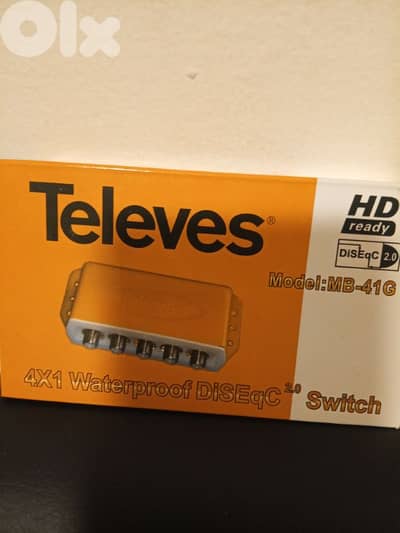 OLX
Televes®
HD
ready
DiSEqC 2.0
Model:MB-41G
4X1 Waterproof DiSEqC 2.0 Switch